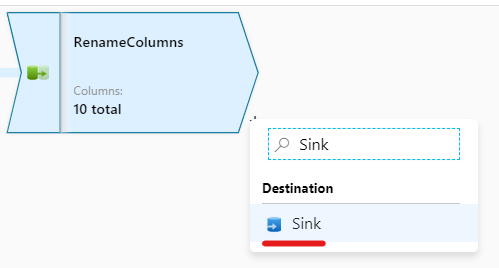 RenameColumns
Columns:
10 total
Sink
Destination
Sink